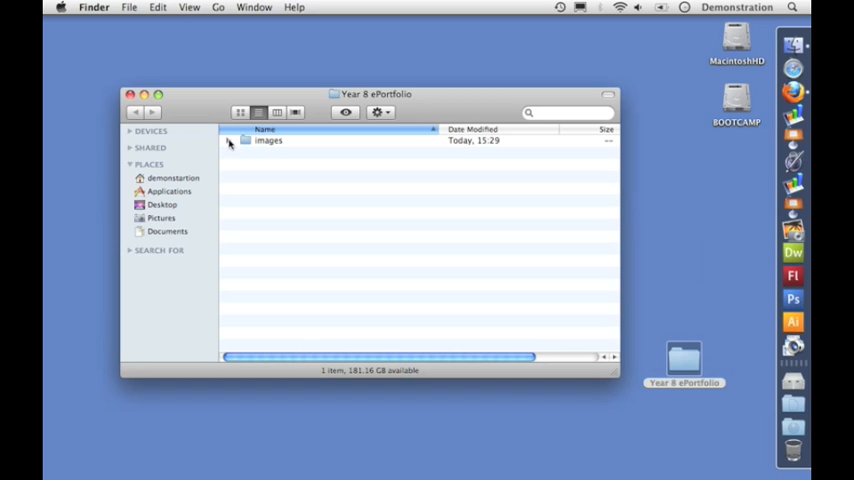 Finder File Edit View Go Window Help Demonstration
MacintoshHD
Year 8 ePortfolio
BOOTCAMP
Name Date Modified Size
DEVICES
images Today, 15:29 --
SHARED
PLACES
demonstartion
Applications
Desktop
Pictures
Documents
SEARCH FOR
Dw
Fl
Ps
Ai
1 item, 181.16 GB available
Year 8 ePortfolio